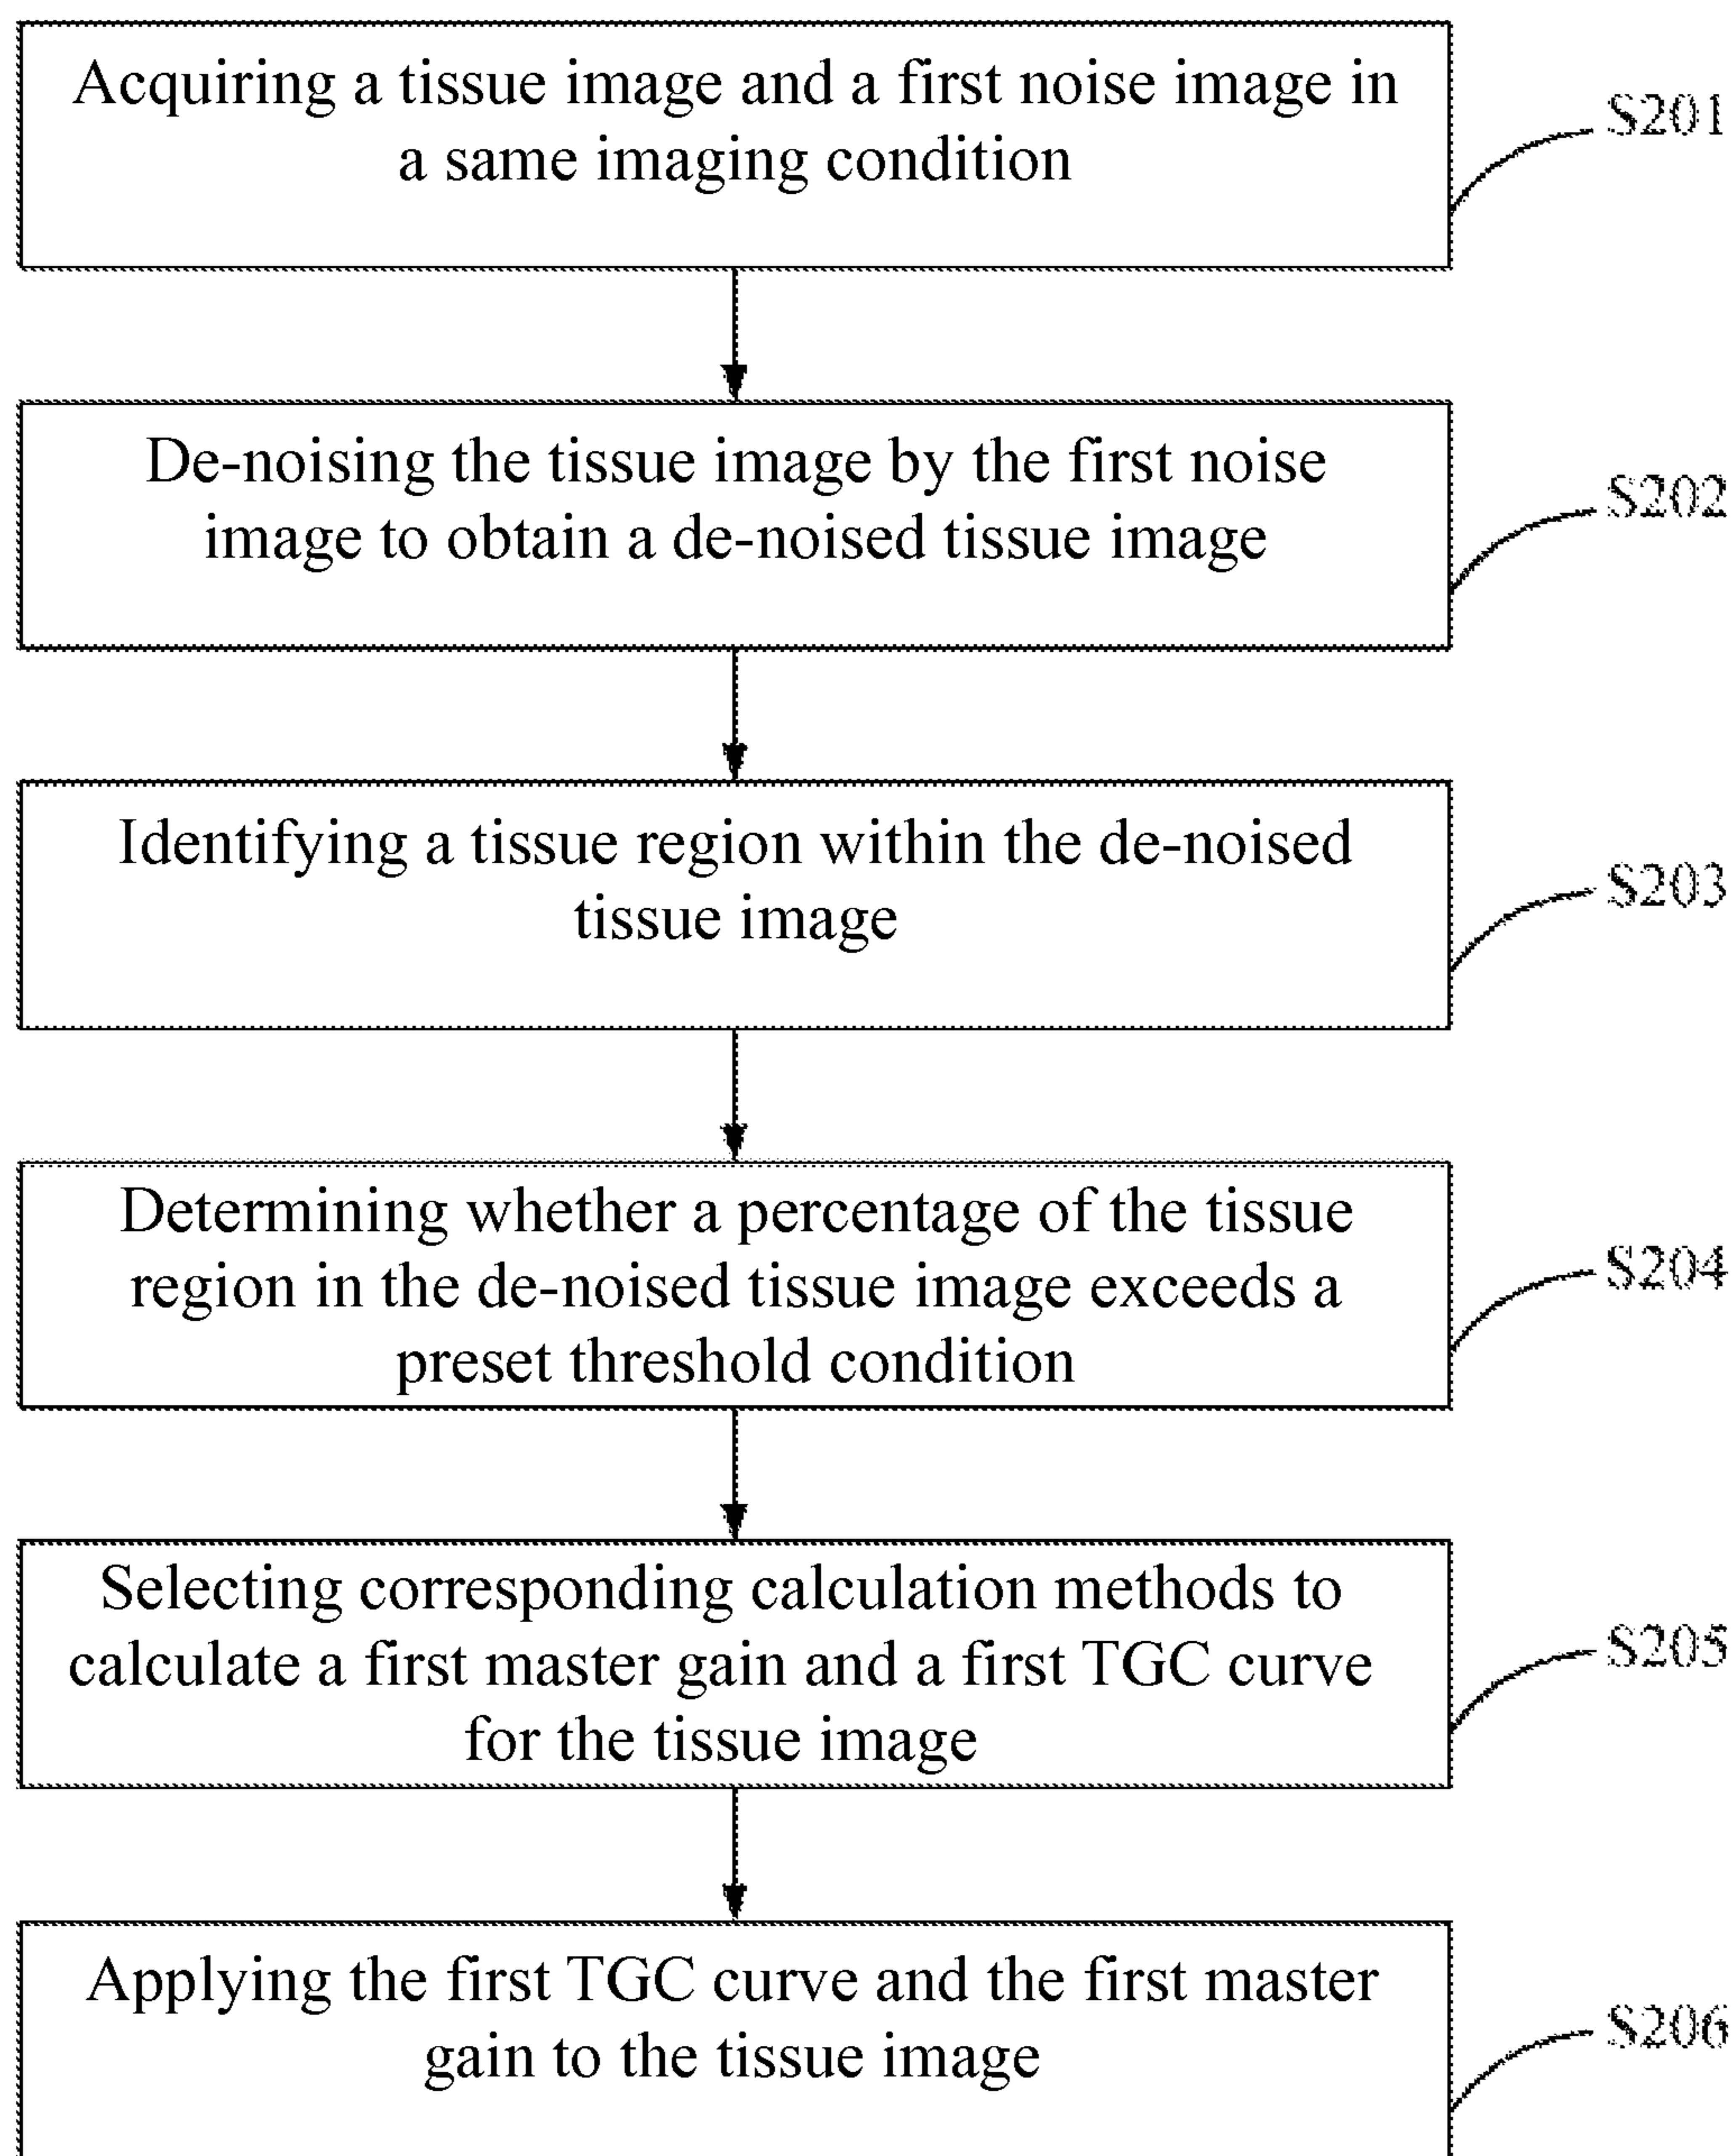 Acquiring a tissue image and a first noise image in
a same imaging condition
S201
De-noising the tissue image by the first noise
image to obtain a de-noised tissue image
S202
Identifying a tissue region within the de-noised
tissue image
S203
Determining whether a percentage of the tissue
region in the de-noised tissue image exceeds a
preset threshold condition
S204
Selecting corresponding calculation methods to
calculate a first master gain and a first TGC curve
for the tissue image
S205
Applying the first TGC curve and the first master
gain to the tissue image
S206